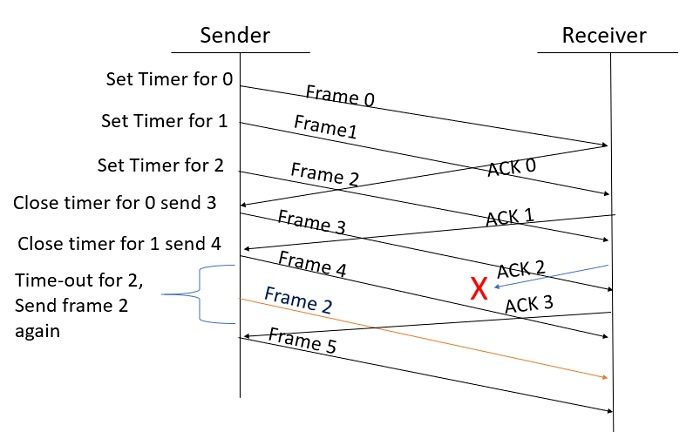 Sender
Receiver
Set Timer for 0
Frame 0
Set Timer for 1
Frame1
ACK 0
Set Timer for 2
Frame 2
Close timer for 0 send 3
Frame 3
ACK 1
Close timer for 1 send 4
Frame 4
ACK 2
X
Time-out for 2,
Send frame 2
again
Frame 2
ACK 3
Frame 5